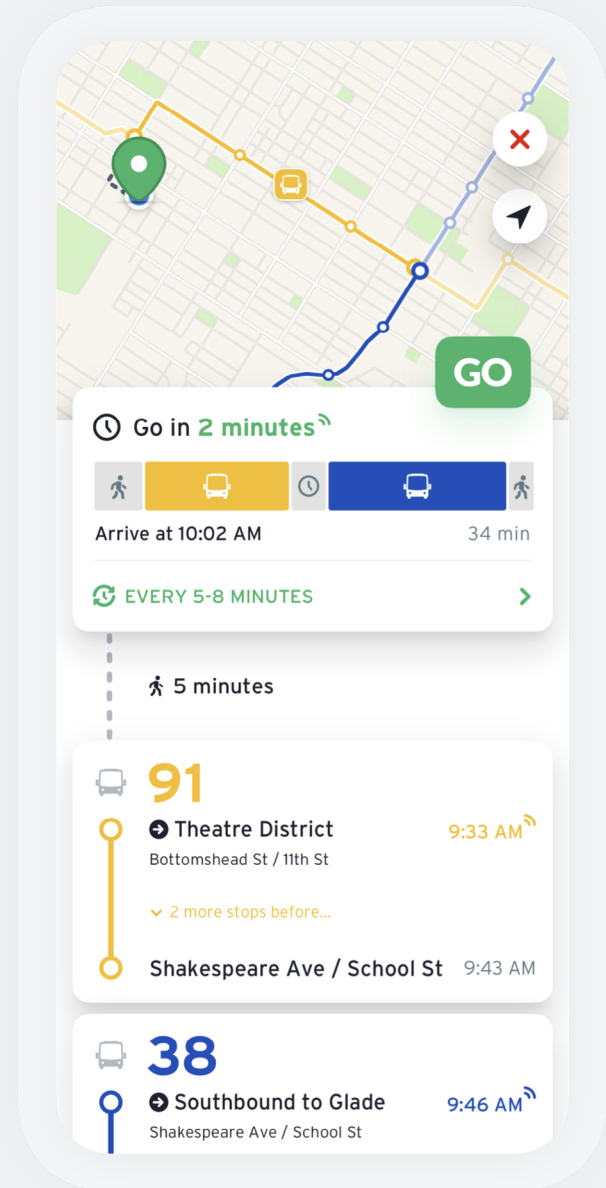 GO
Go in 2 minutes
Arrive at 10:02 AM 34 min
EVERY 5-8 MINUTES
5 minutes
91
Theatre District 9:33 AM
Bottomshead St / 11th St
2 more stops before...
Shakespeare Ave / School St 9:43 AM
38
Southbound to Glade 9:46 AM
Shakespeare Ave / School St